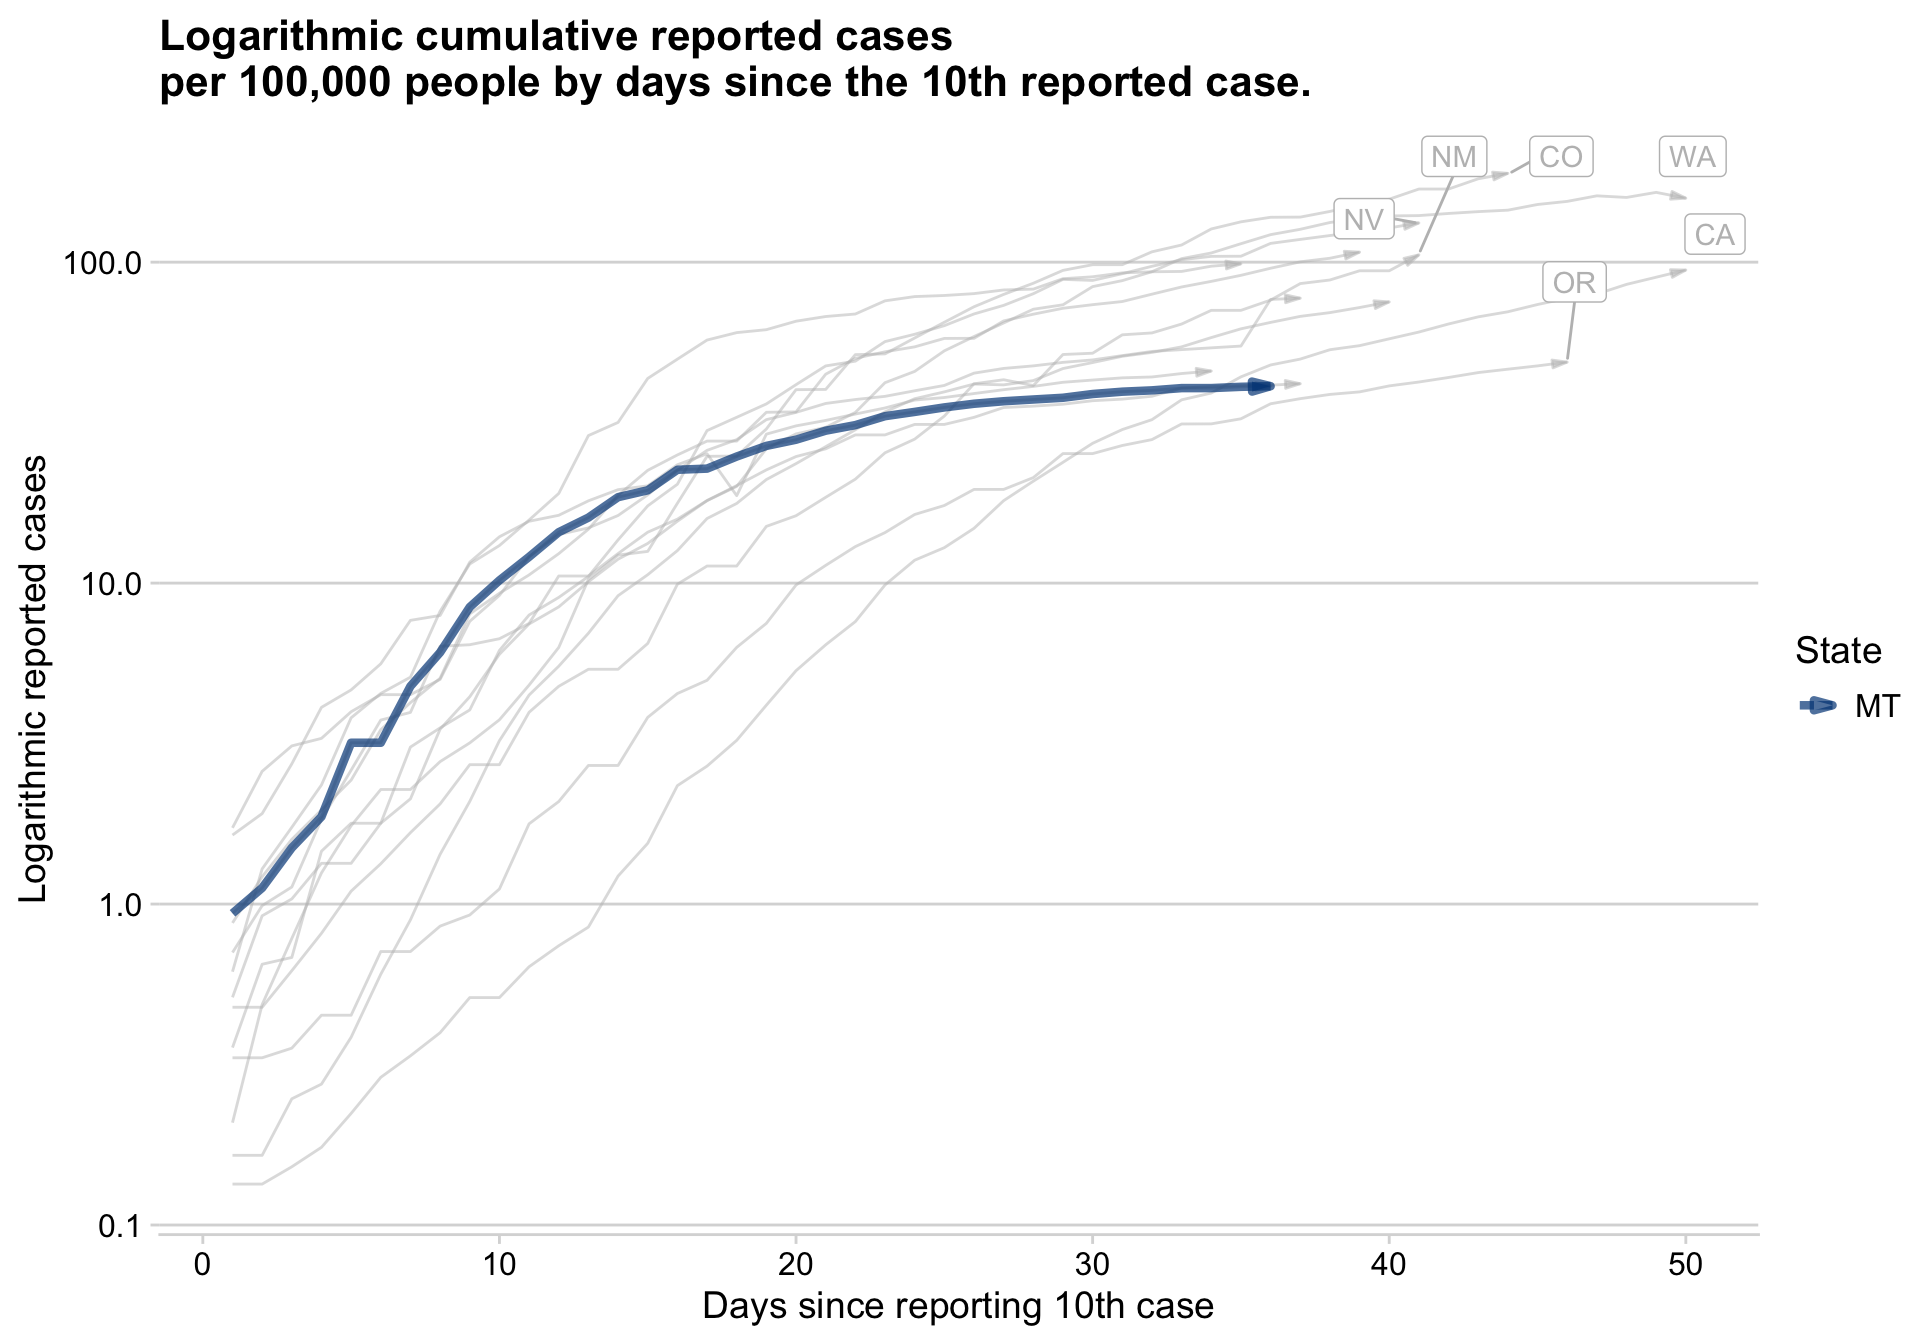 Logarithmic cumulative reported cases
per 100,000 people by days since the 10th reported case.
NM
CO
WA
NV
CA
OR
100.0
10.0
1.0
0.1
Logarithmic reported cases
0
10
20
30
40
50
Days since reporting 10th case
State
MT